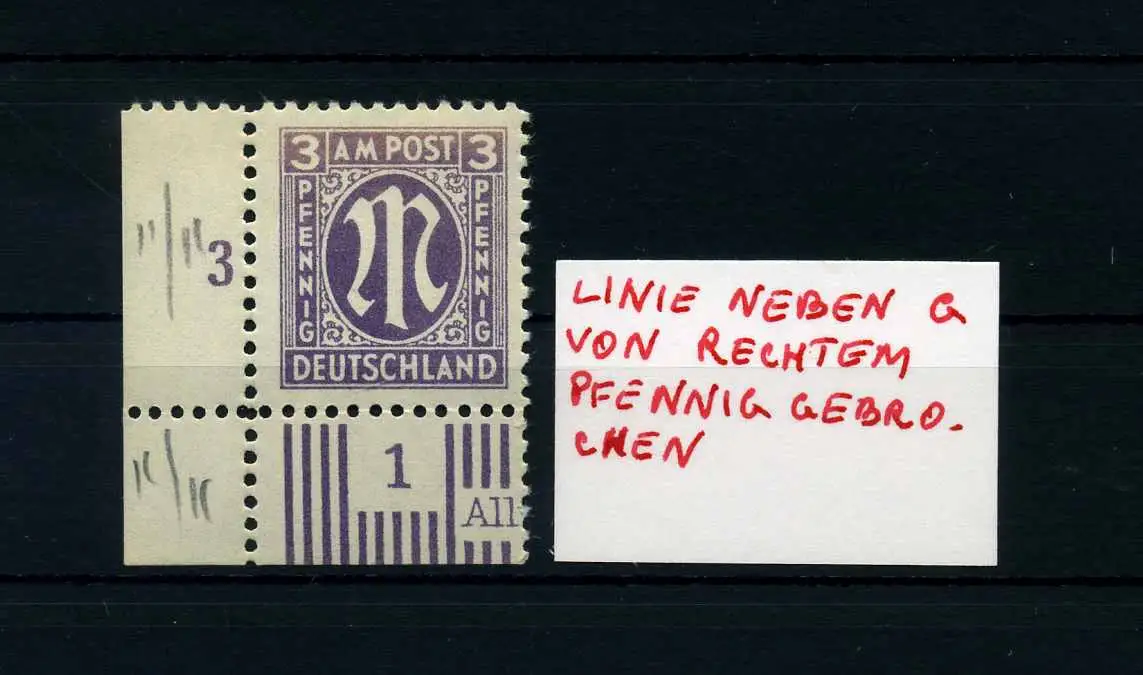 3 AM POST 3
PFENNIG
PFENNIG
M
DEUTSCHLAND
3
1
All
LINIE NEBEN G
VON RECHTEM
PFENNIG GEBRO-
CHEN